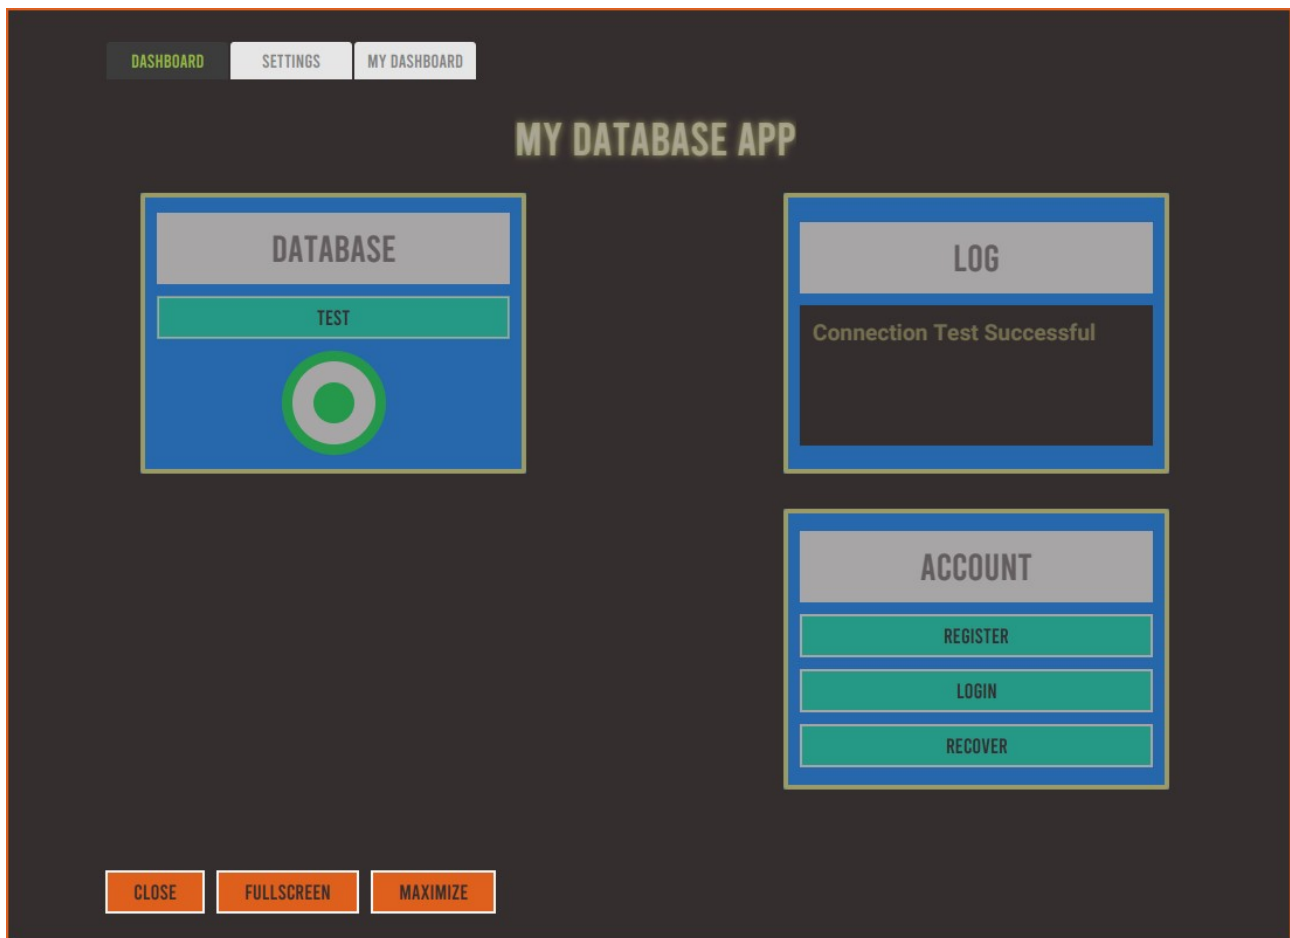 DASHBOARD SETTINGS MY DASHBOARD
MY DATABASE APP
DATABASE
TEST
LOG
Connection Test Successful
ACCOUNT
REGISTER
LOGIN
RECOVER
CLOSE FULLSCREEN MAXIMIZE